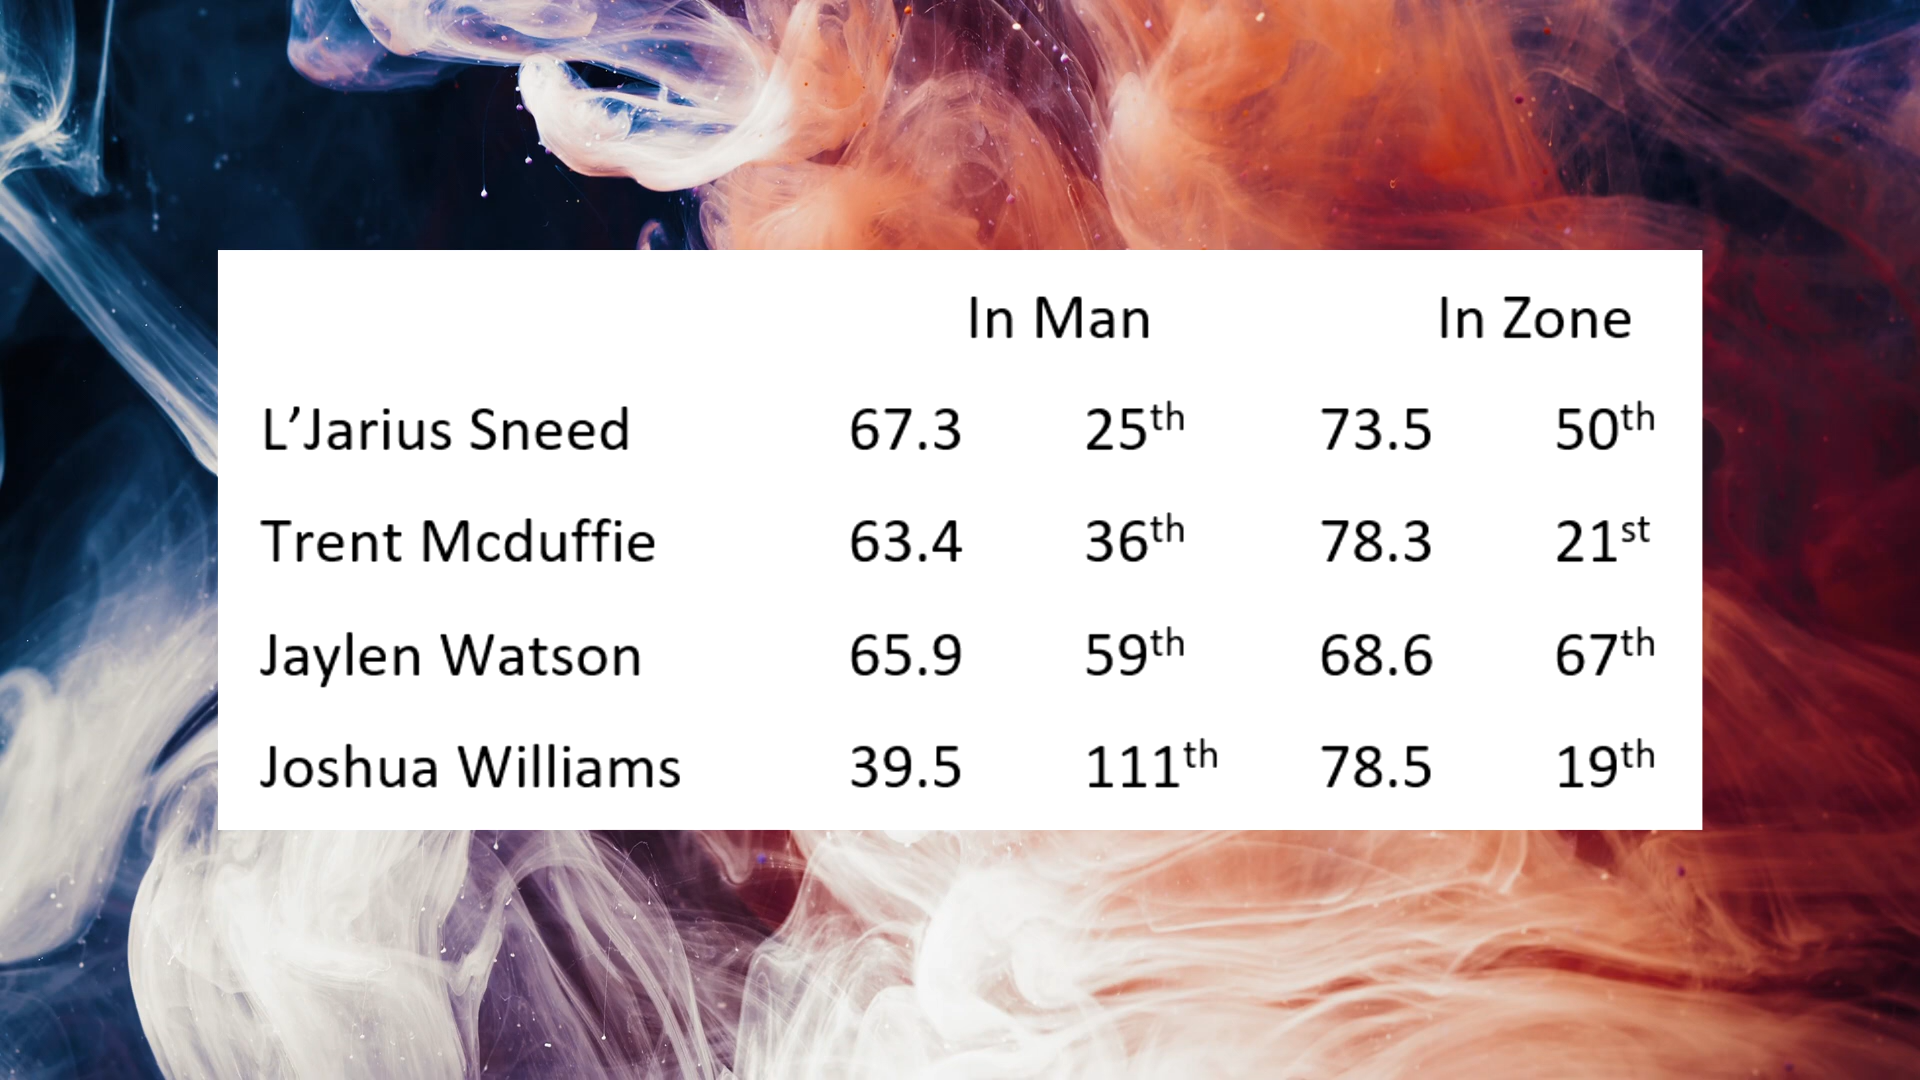 In Man In Zone
L’Jarius Sneed 67.3 25th 73.5 50th
Trent Mcduffie 63.4 36th 78.3 21st
Jaylen Watson 65.9 59th 68.6 67th
Joshua Williams 39.5 111th 78.5 19th